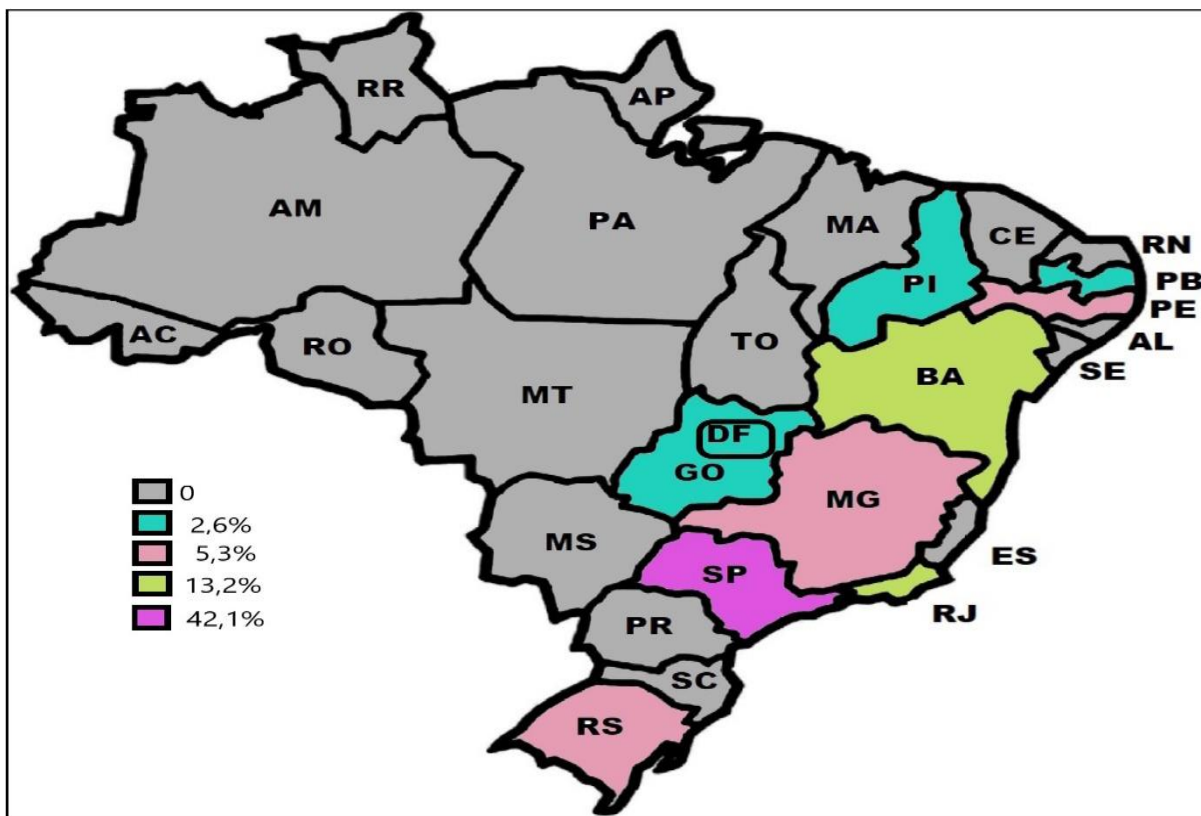 RR
AP
AM
PA
MA
CE
RN
PB
PI
PE
AC
RO
TO
AL
SE
MT
BA
DF
GO
MG
0
2,6%
5,3%
13,2%
42,1%
MS
ES
SP
RJ
PR
SC
RS